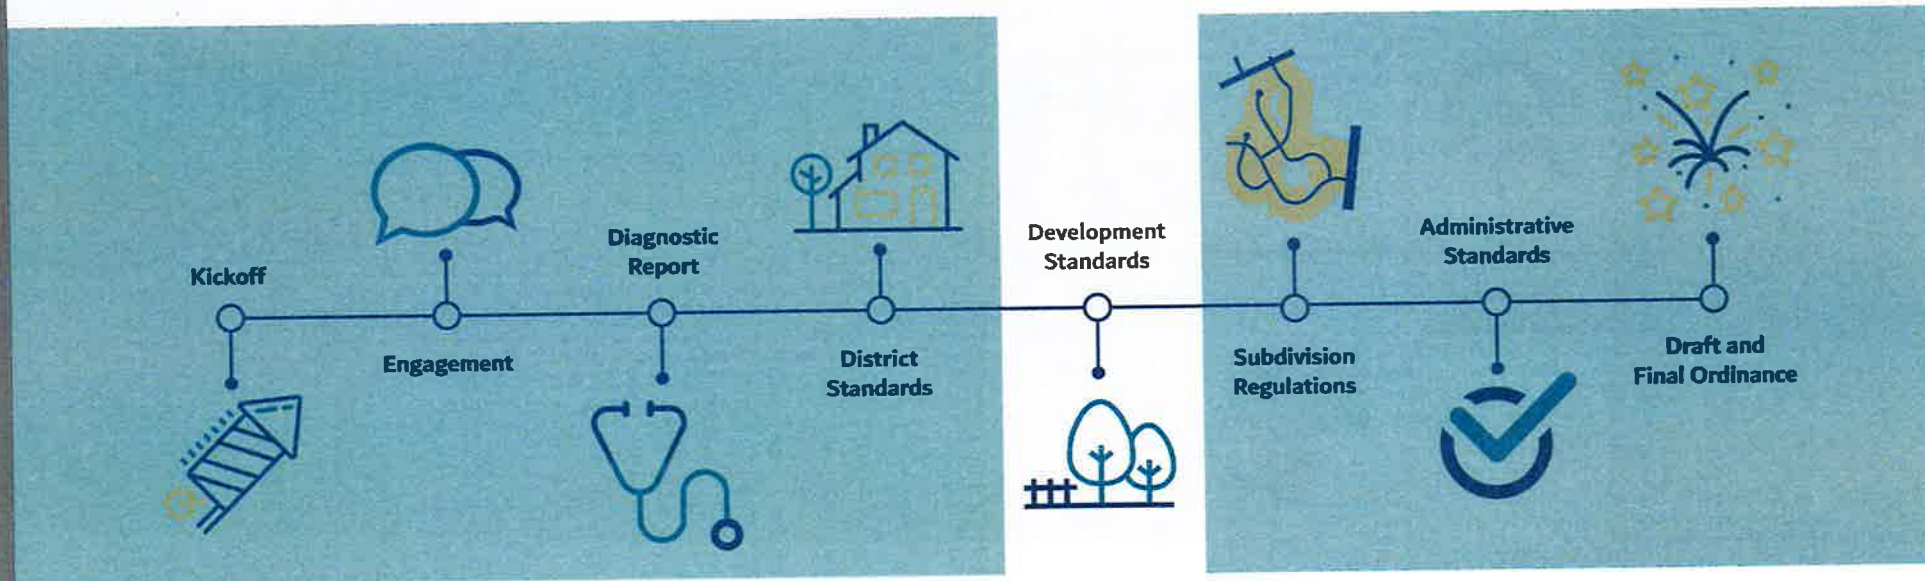 Kickoff
Engagement
Diagnostic
Report
District
Standards
Development
Standards
Subdivision
Regulations
Administrative
Standards
Draft and
Final Ordinance